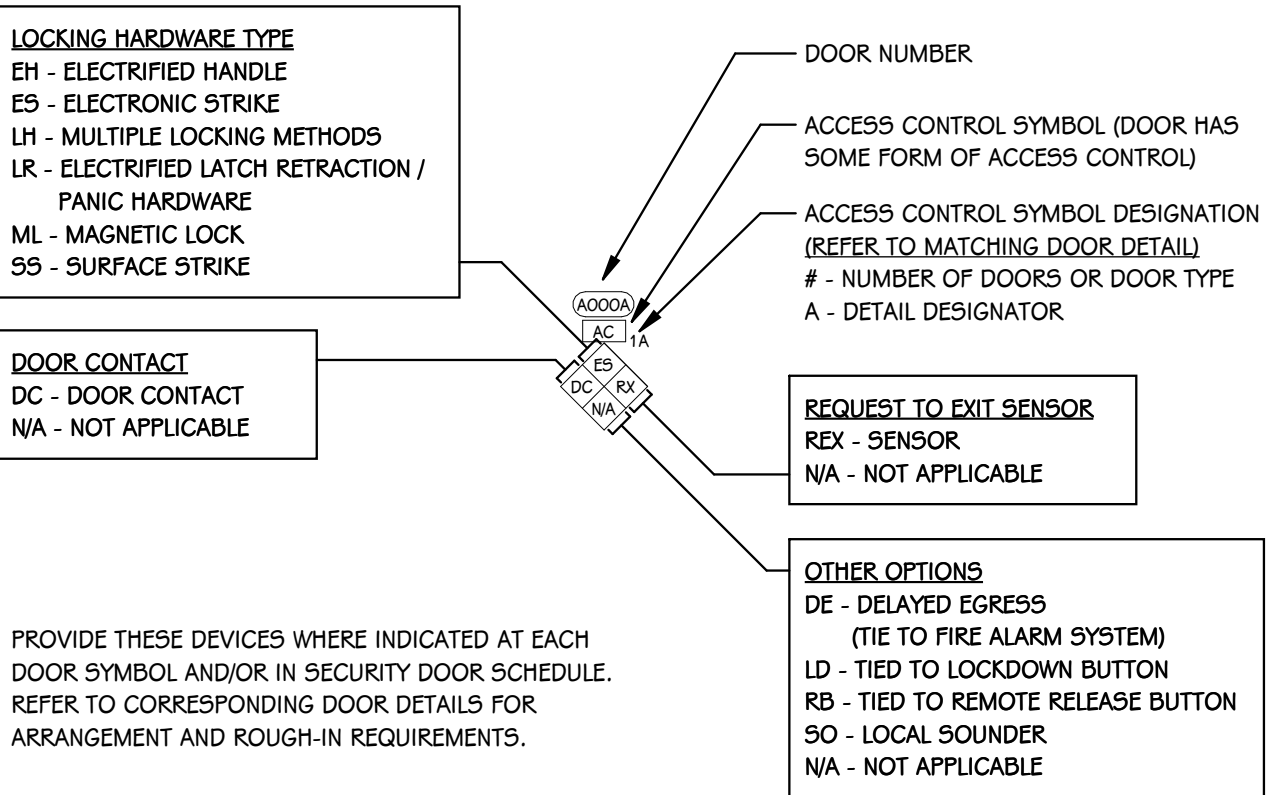 LOCKING HARDWARE TYPE
EH - ELECTRIFIED HANDLE
ES - ELECTRONIC STRIKE
LH - MULTIPLE LOCKING METHODS
LR - ELECTRIFIED LATCH RETRACTION /
PANIC HARDWARE
ML - MAGNETIC LOCK
SS - SURFACE STRIKE
DOOR CONTACT
DC - DOOR CONTACT
N/A - NOT APPLICABLE
DOOR NUMBER
ACCESS CONTROL SYMBOL (DOOR HAS
SOME FORM OF ACCESS CONTROL)
ACCESS CONTROL SYMBOL DESIGNATION
(REFER TO MATCHING DOOR DETAIL)
# - NUMBER OF DOORS OR DOOR TYPE
A - DETAIL DESIGNATOR
A000A
AC
1A
ES
DC
RX
N/A
REQUEST TO EXIT SENSOR
REX - SENSOR
N/A - NOT APPLICABLE
OTHER OPTIONS
DE - DELAYED EGRESS
(TIE TO FIRE ALARM SYSTEM)
LD - TIED TO LOCKDOWN BUTTON
RB - TIED TO REMOTE RELEASE BUTTON
SO - LOCAL SOUNDER
N/A - NOT APPLICABLE
PROVIDE THESE DEVICES WHERE INDICATED AT EACH
DOOR SYMBOL AND/OR IN SECURITY DOOR SCHEDULE.
REFER TO CORRESPONDING DOOR DETAILS FOR
ARRANGEMENT AND ROUGH-IN REQUIREMENTS.